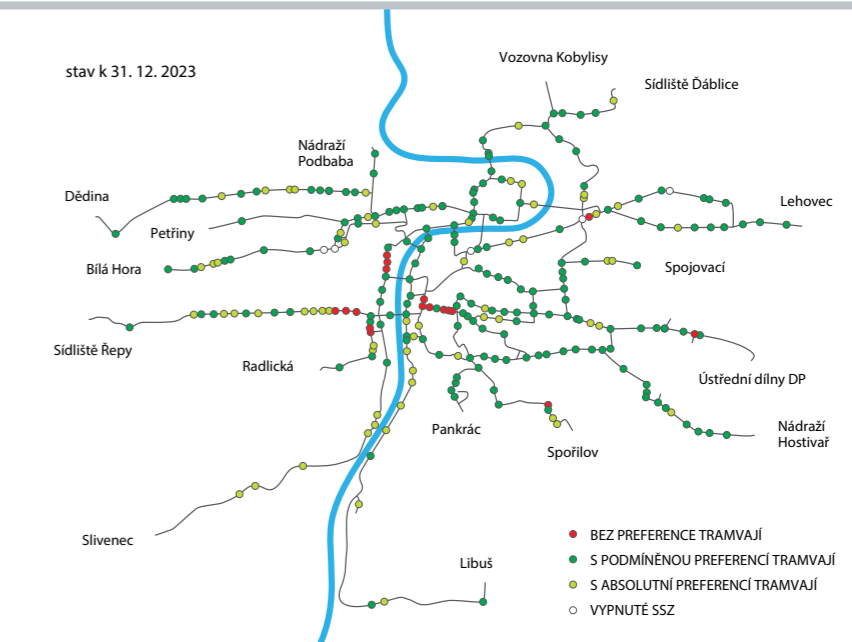 stav k 31. 12. 2023
Vozovna Kobylisy
Sídliště Ďáblice
Nádraží
Podbaba
Dědina
Lehovec
Petřiny
Bílá Hora
Spojovací
Sídliště Řepy
Radlická
Ústřední dílny DP
Pankrác
Nádraží
Hostivař
Spořilov
Slivenec
Libuš
BEZ PREFERENCE TRAMVAJÍ
S PODMÍNĚNOU PREFERENCÍ TRAMVAJÍ
S ABSOLUTNÍ PREFERENCÍ TRAMVAJÍ
VYPNUTÉ SSZ